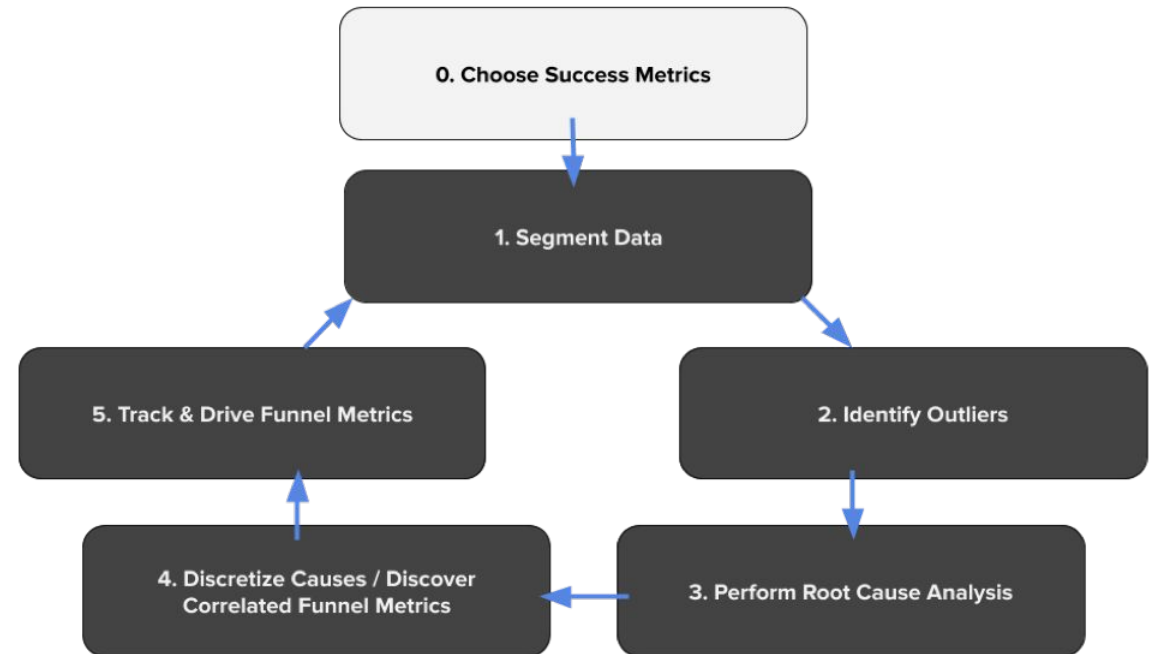 0. Choose Success Metrics
1. Segment Data
2. Identify Outliers
3. Perform Root Cause Analysis
4. Discretize Causes / Discover
Correlated Funnel Metrics
5. Track & Drive Funnel Metrics